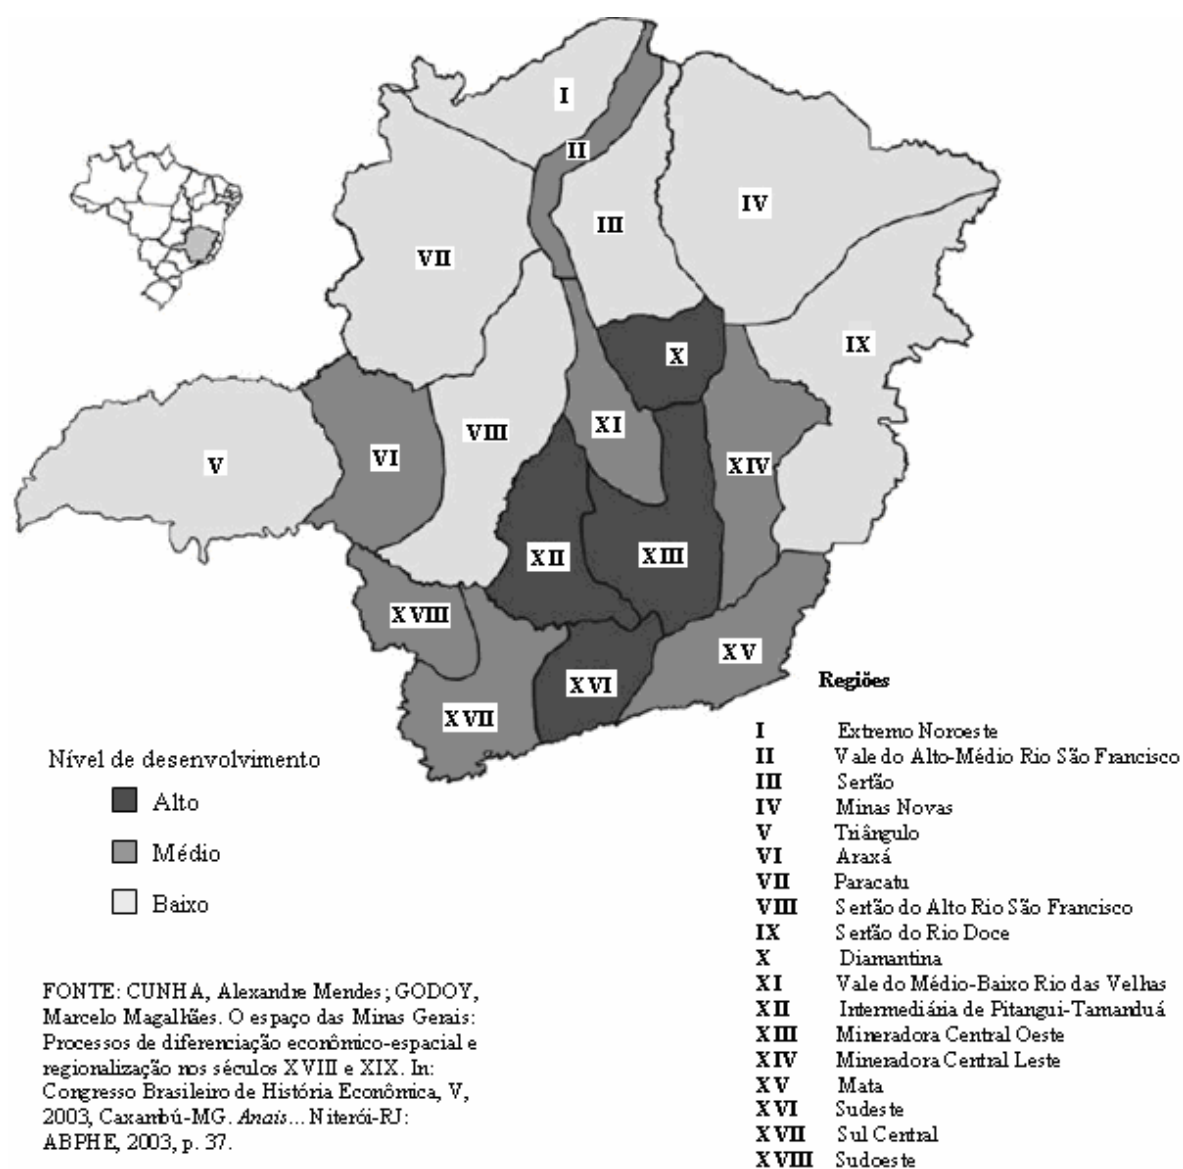 I
II
III
IV
VII
IX
X
XI
VIII
V
VI
XIV
XII
XIII
XVIII
XV
XVI
XVII
Nível de desenvolvimento
Alto
Médio
Baixo
FONTE: CUNHA, Alexandre Mendes; GODOY,
Marcelo Magalhães. O espaço das Minas Gerais:
Processos de diferenciação econômico-espacial e
regionalização nos séculos XVIII e XIX. In:
Congresso Brasileiro de História Econômica, V,
2003, Caxambú-MG. Anais... Niterói-RJ:
ABPHE, 2003, p. 37.
Regiões
I Extremo Noroeste
II Vale do Alto-Médio Rio São Francisco
III Sertão
IV Minas Novas
V Triângulo
VI Araxá
VII Paracatu
VIII Sertão do Alto Rio São Francisco
IX Sertão do Rio Doce
X Diamantina
XI Vale do Médio-Baixo Rio das Velhas
XII Intermediária de Pitangui-Tamanduá
XIII Mineradora Central Oeste
XIV Mineradora Central Leste
XV Mata
XVI Sudeste
XVII Sul Central
XVIII Sudoeste